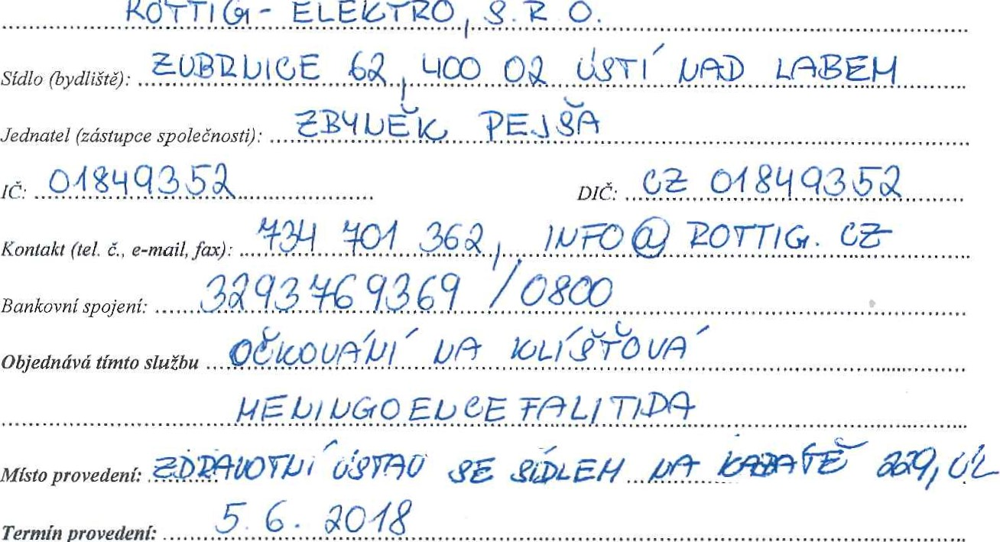 ROTTIG - ELEKTRO, S. R. O.
Sídlo (bydliště): ZUBRNICE 62, 400 02 ÚSTÍ NAD LABEM
Jednatel (zástupce společnosti): ZBYNĚK PEJŠA
IČ: 01849352 DIČ: CZ 01849352
Kontakt (tel. č., e-mail, fax): 734 701 362, INFO@ROTTIG.CZ
Bankovní spojení: 3293769369 / 0800
Objednává tímto službu OČKOVÁNÍ NA KLÍŠŤOVÁ
MENINGOENCEFALITIDA
Místo provedení: ZDRAVOTNÍ ÚSTAV SE SÍDLEM NA KABÁTĚ 229, ÚL
Termín provedení: 5. 6. 2018